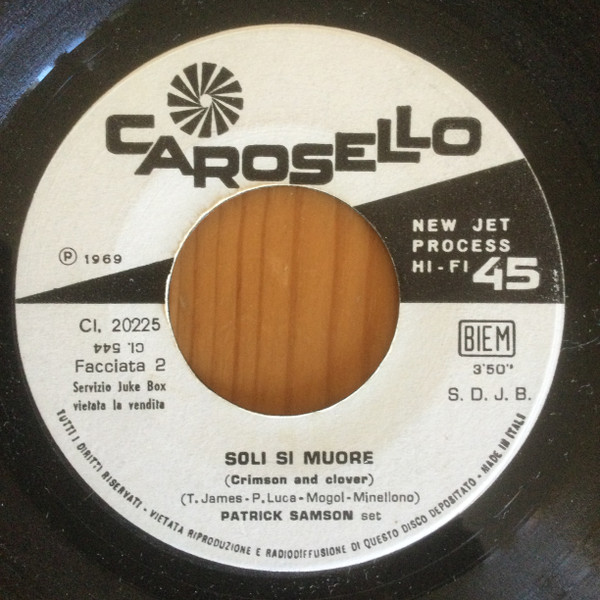 CAROSELLO
NEW JET
PROCESS
HI-FI 45
Ⓟ 1969
CI. 20225
CI. 544
Facciata 2
Servizio Juke Box
vietata la vendita
BIEM
3'50"
S. D. J. B.
SOLI SI MUORE
(Crimson and clover)
(T. James-P. Luca-Mogol-Minellono)
PATRICK SAMSON set
TUTTI I DIRITTI RISERVATI - VIETATA RIPRODUZIONE E RADIODIFFUSIONE DI QUESTO DISCO DEPOSITATO - MADE IN ITALY